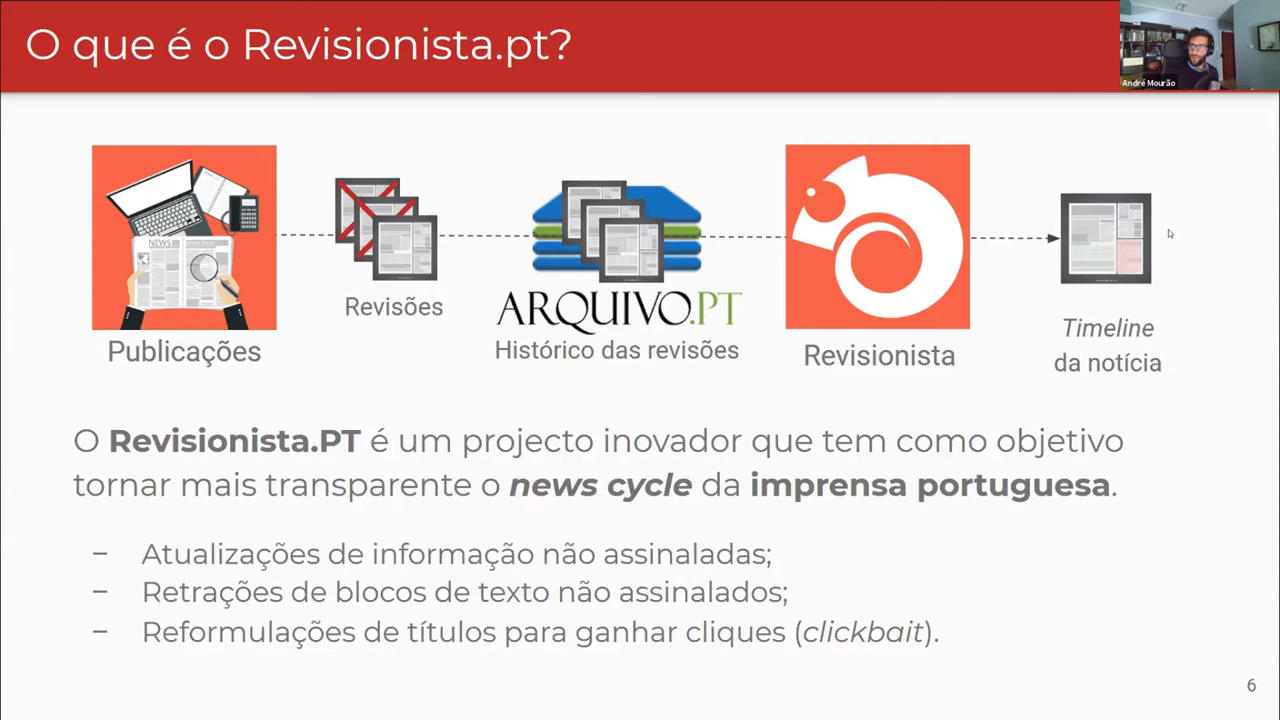 O que é o Revisionista.pt?
André Mourão
NEWS
Revisões
ARQUIVO.PT
Publicações
Histórico das revisões
Revisionista
Timeline
da notícia
O Revisionista.PT é um projecto inovador que tem como objetivo
tornar mais transparente o news cycle da imprensa portuguesa.
− Atualizações de informação não assinaladas;
− Retrações de blocos de texto não assinalados;
− Reformulações de títulos para ganhar cliques (clickbait).
6